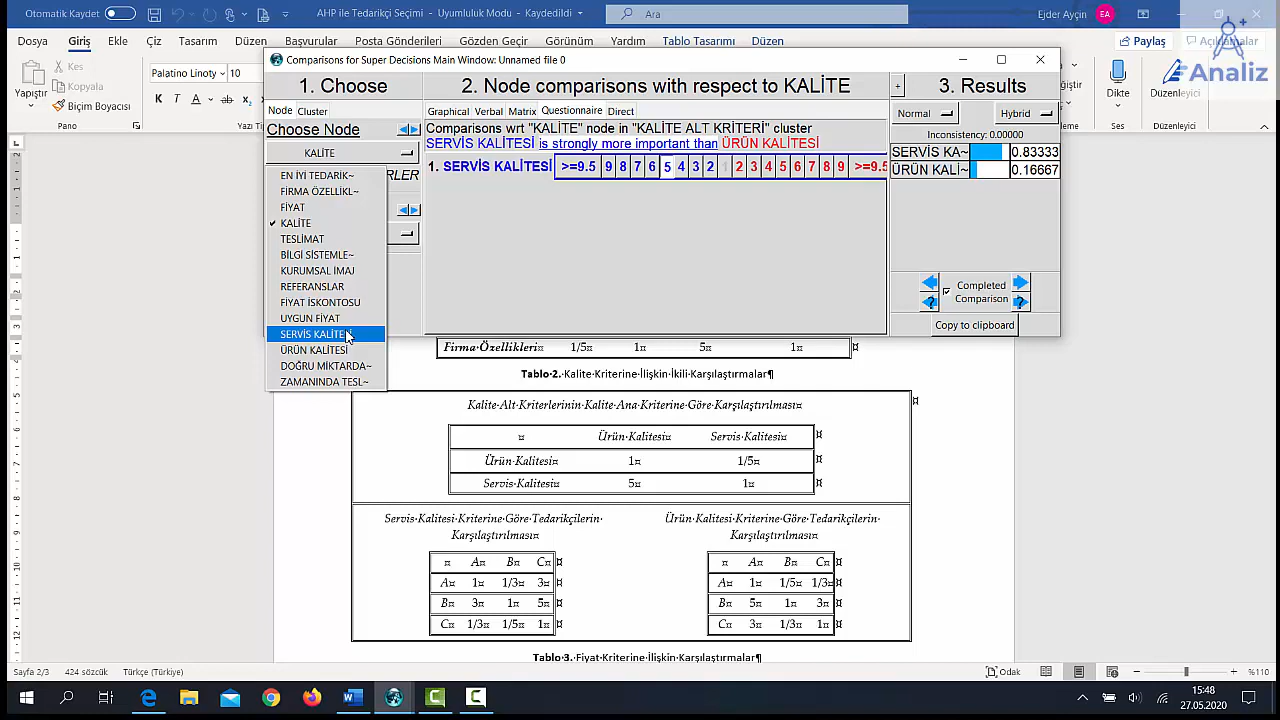 Otomatik Kaydet
AHP ile Tedarikçi Seçimi - Uyumluluk Modu - Kaydedildi
Ara
Ejder Ayçin
EA
Dosya
Giriş
Ekle
Çiz
Tasarım
Düzen
Başvurular
Posta Gönderileri
Gözden Geçir
Görünüm
Yardım
Tablo Tasarımı
Düzen
Paylaş
Açıklamalar
Analiz
Yapıştır
Kes
Kopyala
Biçim Boyacısı
Pano
Palatino Linoty
10
K
T
A
ab
Dikte
Düzenleyici
Ses
Düzenleyici
Comparisons for Super Decisions Main Window: Unnamed file 0
1. Choose
2. Node comparisons with respect to KALİTE
+
3. Results
Node
Cluster
Graphical
Verbal
Matrix
Questionnaire
Direct
Normal
Hybrid
Choose Node
KALİTE
Comparisons wrt "KALİTE" node in "KALİTE ALT KRİTERİ" cluster
SERVİS KALİTESİ is strongly more important than ÜRÜN KALİTESİ
1. SERVİS KALİTESİ >=9.5 9 8 7 6 5 4 3 2 1 2 3 4 5 6 7 8 9 >=9.5
Inconsistency: 0.00000
SERVİS KA~ 0.83333
ÜRÜN KALİ~ 0.16667
EN İYİ TEDARİK~
FİRMA ÖZELLİKL~
FİYAT
KALİTE
TESLİMAT
BİLGİ SİSTEMLE~
KURUMSAL İMAJ
REFERANSLAR
FİYAT İSKONTOSU
UYGUN FİYAT
SERVİS KALİTESİ
ÜRÜN KALİTESİ
DOĞRU MİKTARDA~
ZAMANINDA TESL~
Completed
Comparison
Copy to clipboard
Firma·Özellikleri¤ 1/5¤ 1¤ 5¤ 1¤ ¤
Tablo·2.·Kalite·Kriterine·İlişkin·İkili·Karşılaştırmalar¶
Kalite·Alt·Kriterlerinin·Kalite·Ana·Kriterine·Göre·Karşılaştırılması¤ ¤
¤ Ürün·Kalitesi¤ Servis·Kalitesi¤ ¤
Ürün·Kalitesi¤ 1¤ 1/5¤ ¤
Servis·Kalitesi¤ 5¤ 1¤ ¤
Servis·Kalitesi·Kriterine·Göre·Tedarikçilerin·
Karşılaştırılması¤
¤ A¤ B¤ C¤ ¤
A¤ 1¤ 1/3¤ 3¤ ¤
B¤ 3¤ 1¤ 5¤ ¤
C¤ 1/3¤ 1/5¤ 1¤ ¤
Ürün·Kalitesi·Kriterine·Göre·Tedarikçilerin·
Karşılaştırılması¤
¤ A¤ B¤ C¤ ¤
A¤ 1¤ 1/5¤ 1/3¤ ¤
B¤ 5¤ 1¤ 3¤ ¤
C¤ 3¤ 1/3¤ 1¤ ¤
Tablo·3.·Fiyat·Kriterine·İlişkin·Karşılaştırmalar¶
Sayfa 2/3
424 sözcük
Türkçe (Türkiye)
Odak
%110
15:48
27.05.2020